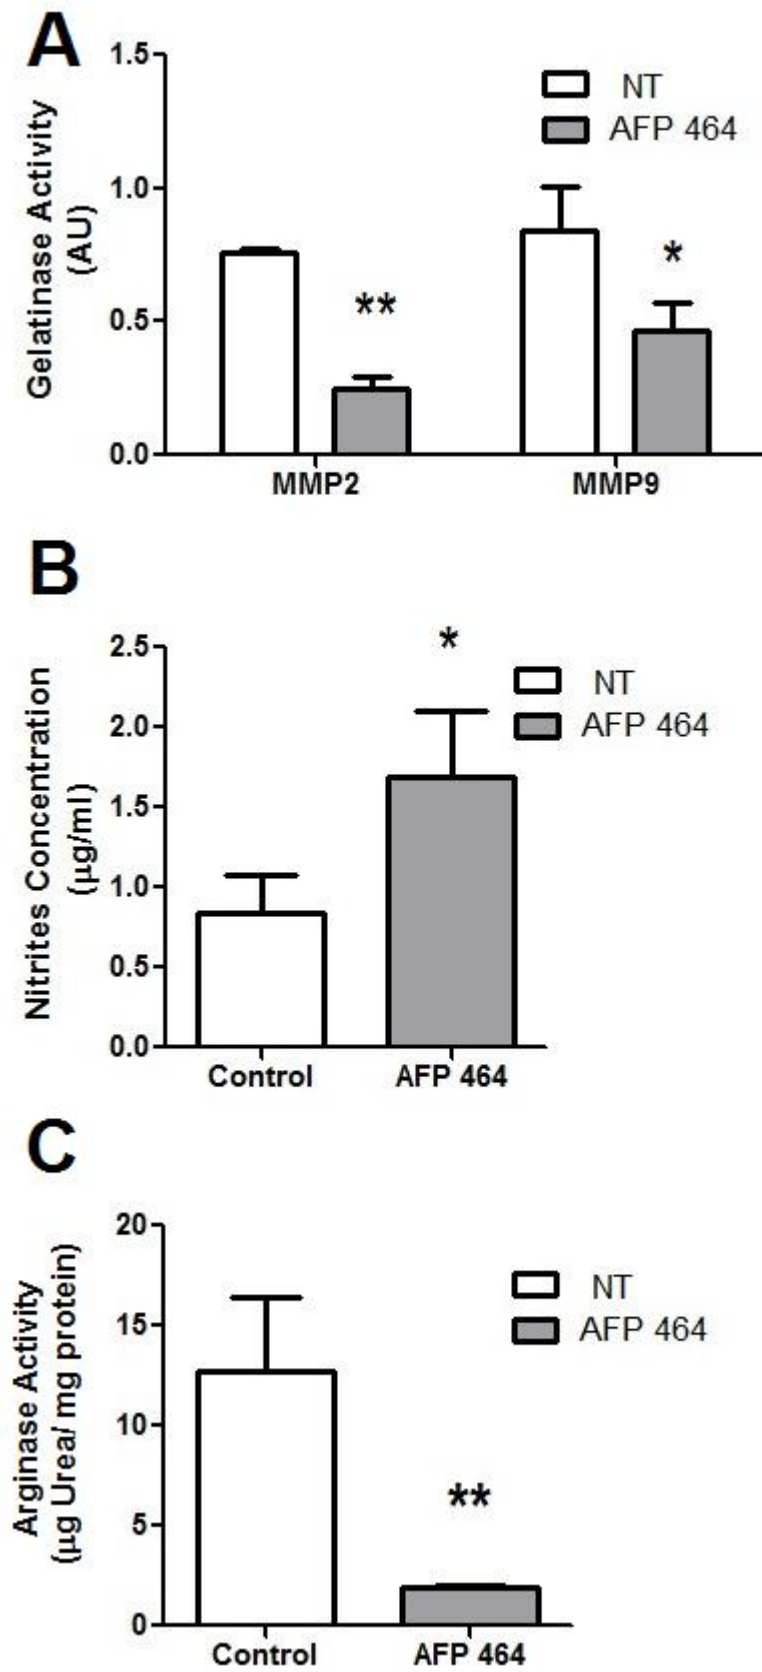 A
1.5
1.0
0.5
0.0
Gelatinase Activity
(AU)
NT
AFP 464
**
*
MMP2
MMP9
B
2.5
2.0
1.5
1.0
0.5
0.0
Nitrites Concentration
(µg/ml)
*
NT
AFP 464
Control
AFP 464
C
20
15
10
5
0
Arginase Activity
(µg Urea/ mg protein)
NT
AFP 464
**
Control
AFP 464